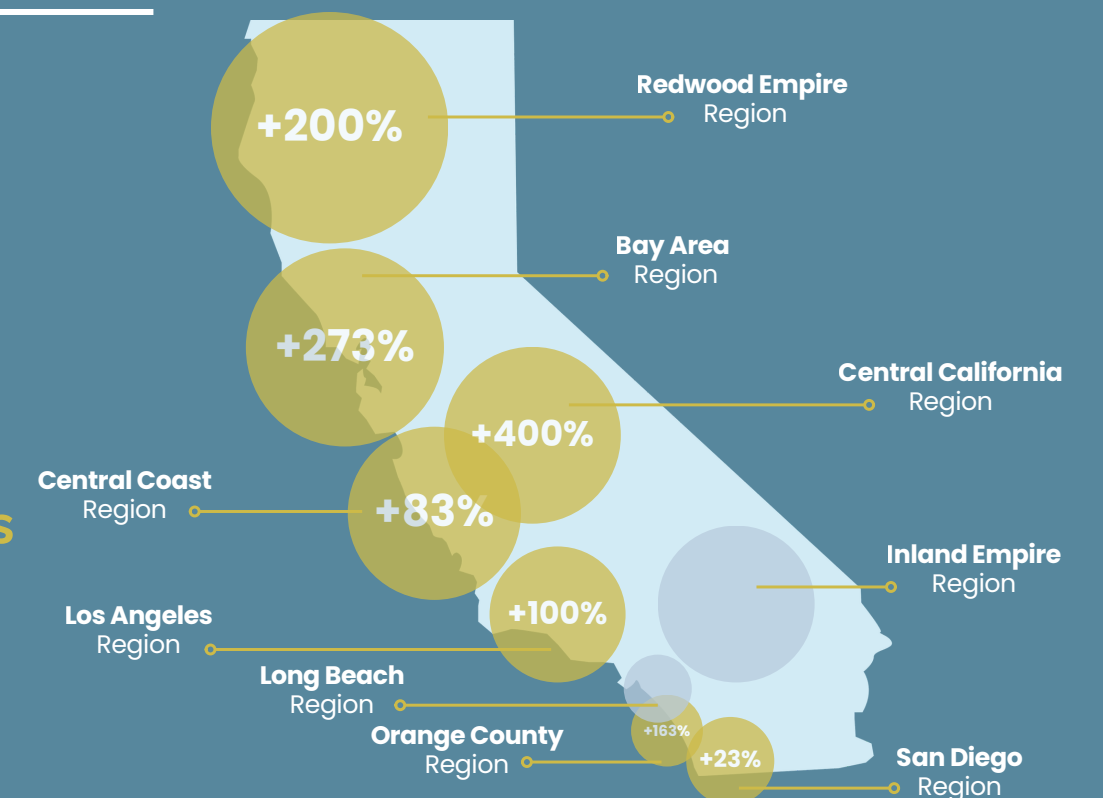 Redwood Empire
Region
+200%
Bay Area
Region
+273%
Central California
Region
+400%
Central Coast
Region
+83%
s
Inland Empire
Region
Los Angeles
Region
+100%
Long Beach
Region
Orange County
Region
+163%
+23%
San Diego
Region